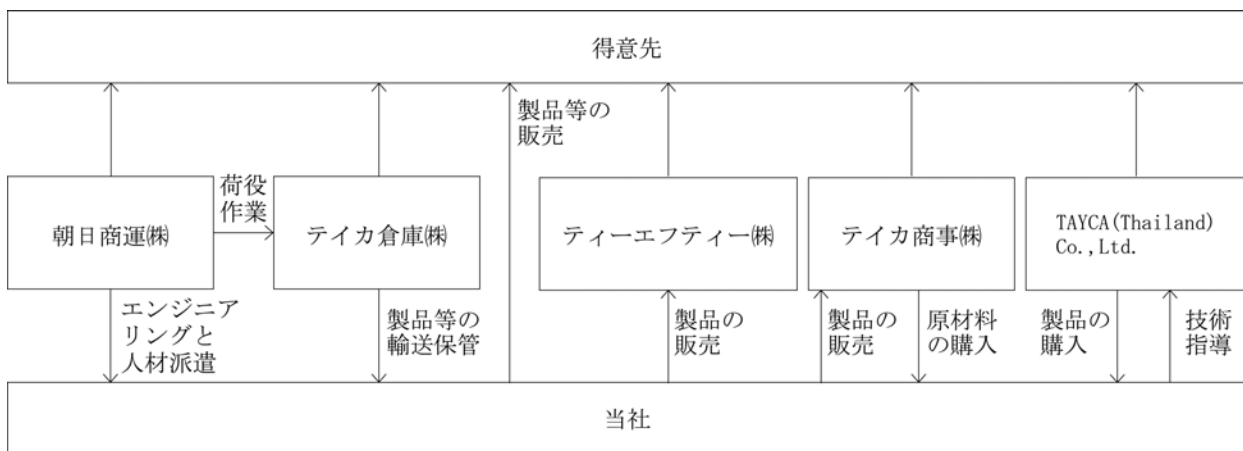 得意先
製品等の
販売
荷役
作業
朝日商運㈱
テイカ倉庫㈱
ティーエフティー㈱
テイカ商事㈱
TAYCA(Thailand)
Co.,Ltd.
エンジニア
リングと
人材派遣
製品等の
輸送保管
製品の
販売
製品の
販売
原材料
の購入
製品の
購入
技術
指導
当社